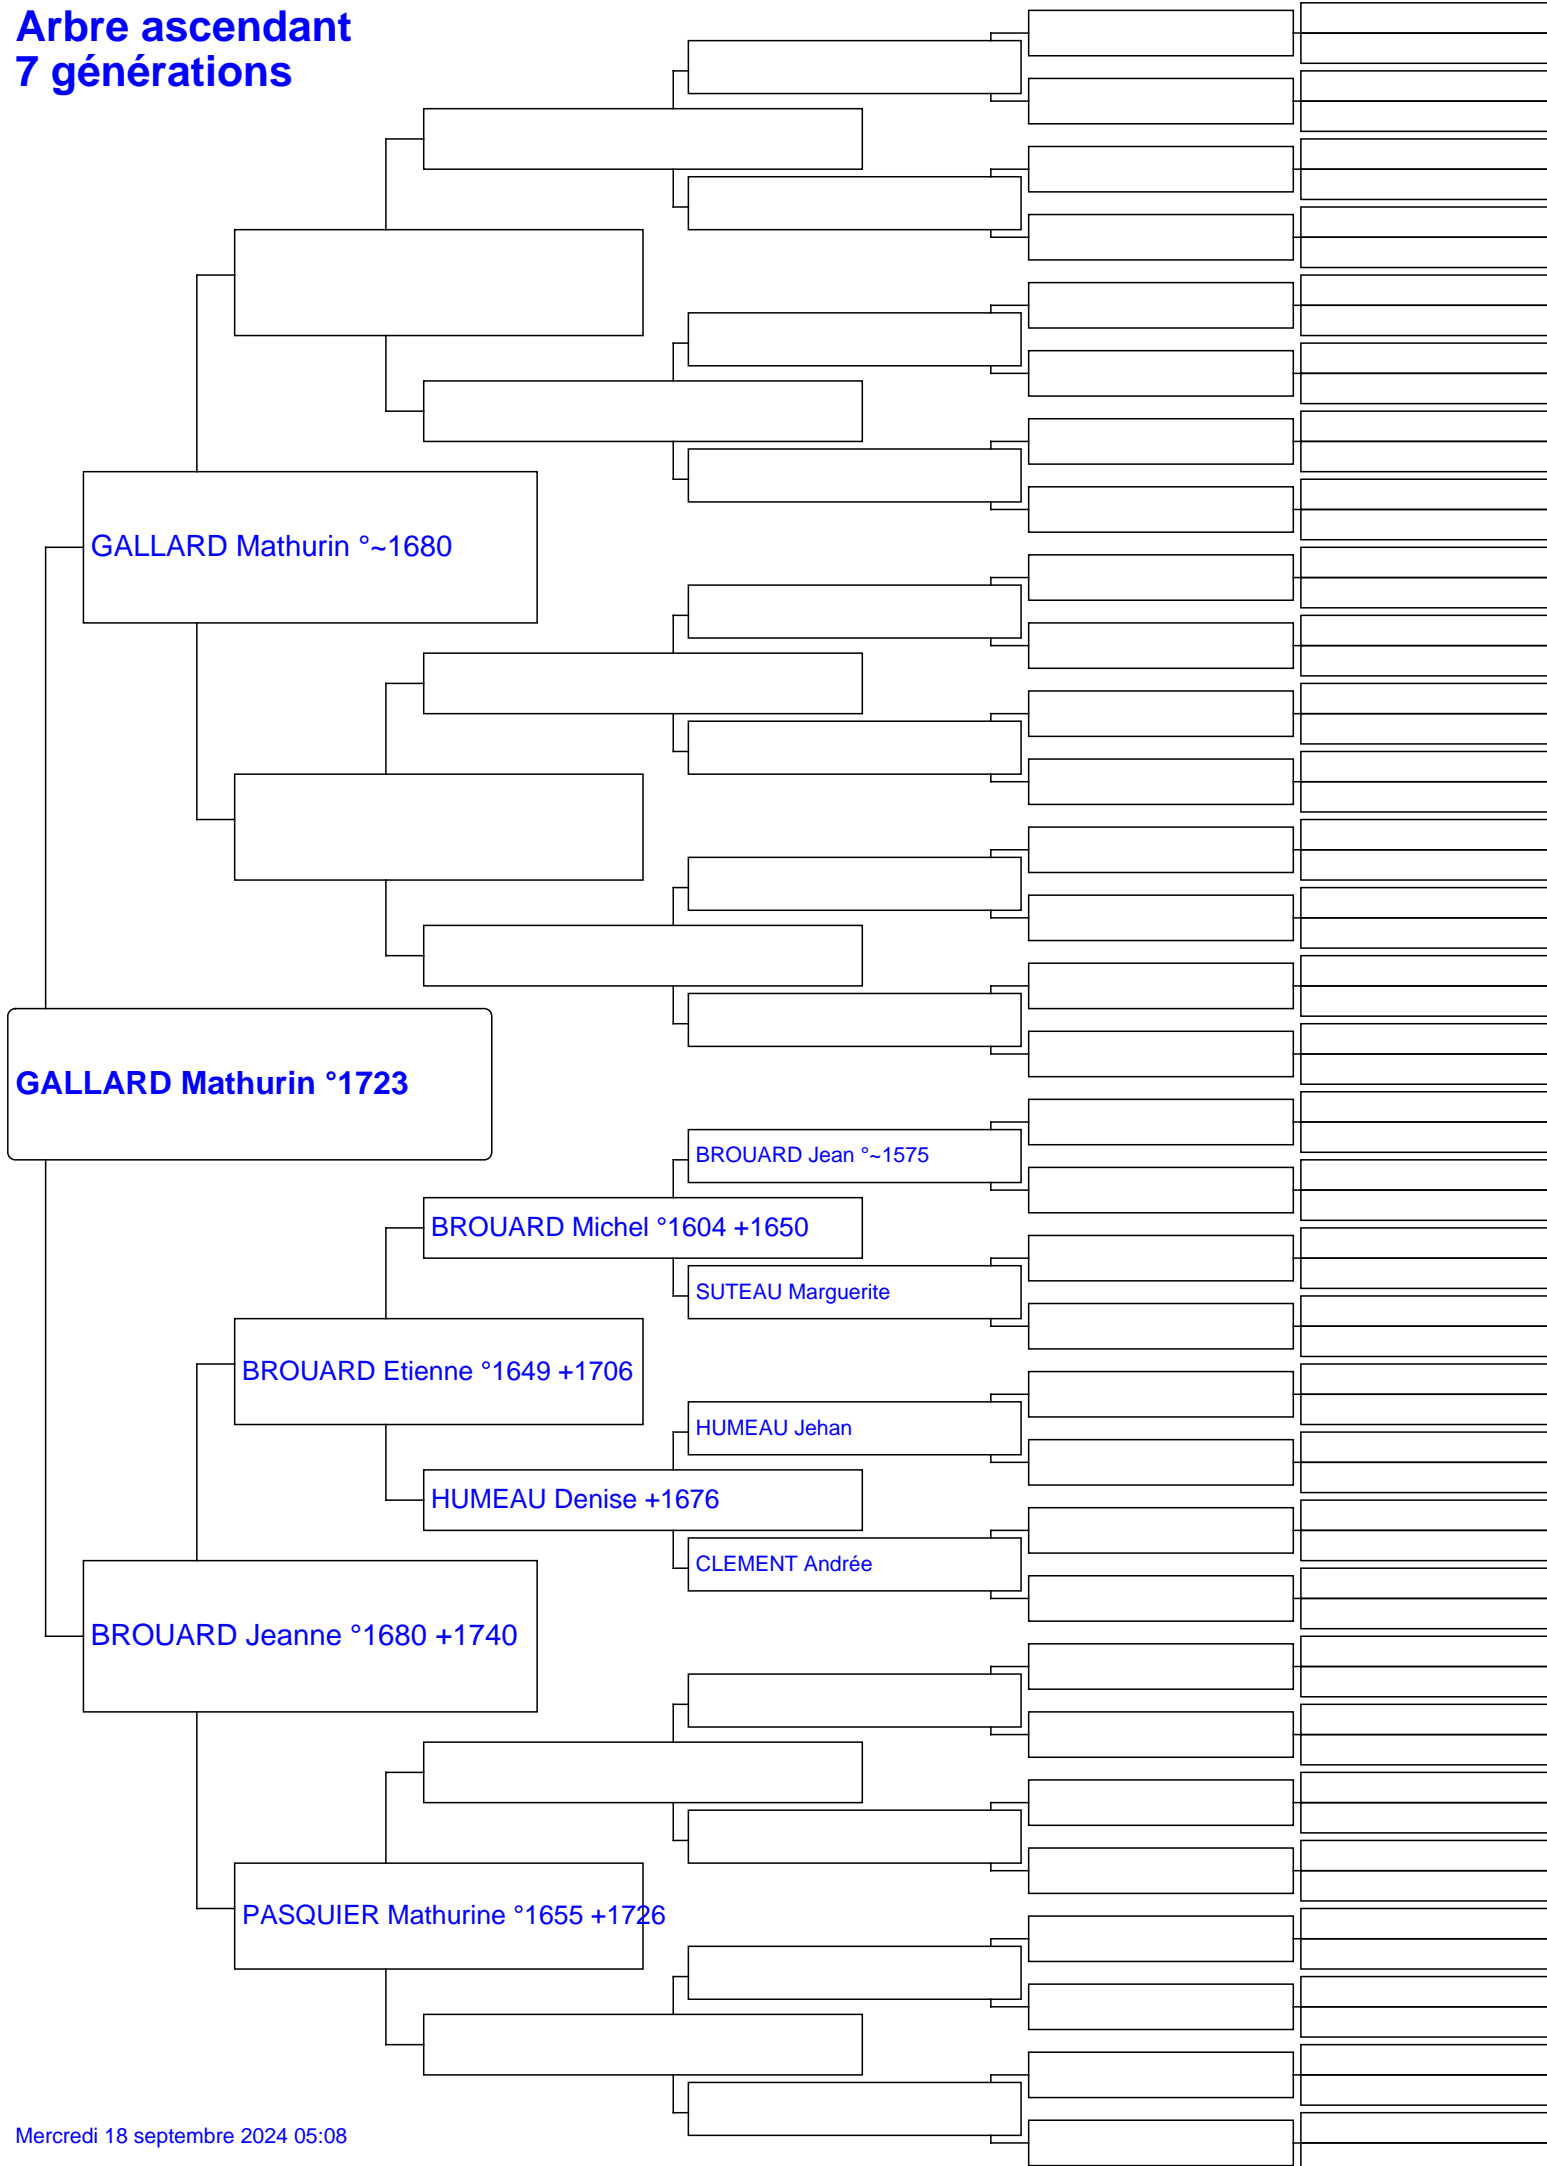 Arbre ascendant
7 générations
GALLARD Mathurin °~1680
GALLARD Mathurin °1723
BROUARD Jean °~1575
BROUARD Michel °1604 +1650
SUTEAU Marguerite
BROUARD Etienne °1649 +1706
HUMEAU Jehan
HUMEAU Denise +1676
CLEMENT Andrée
BROUARD Jeanne °1680 +1740
PASQUIER Mathurine °1655 +1726
Mercredi 18 septembre 2024 05:08